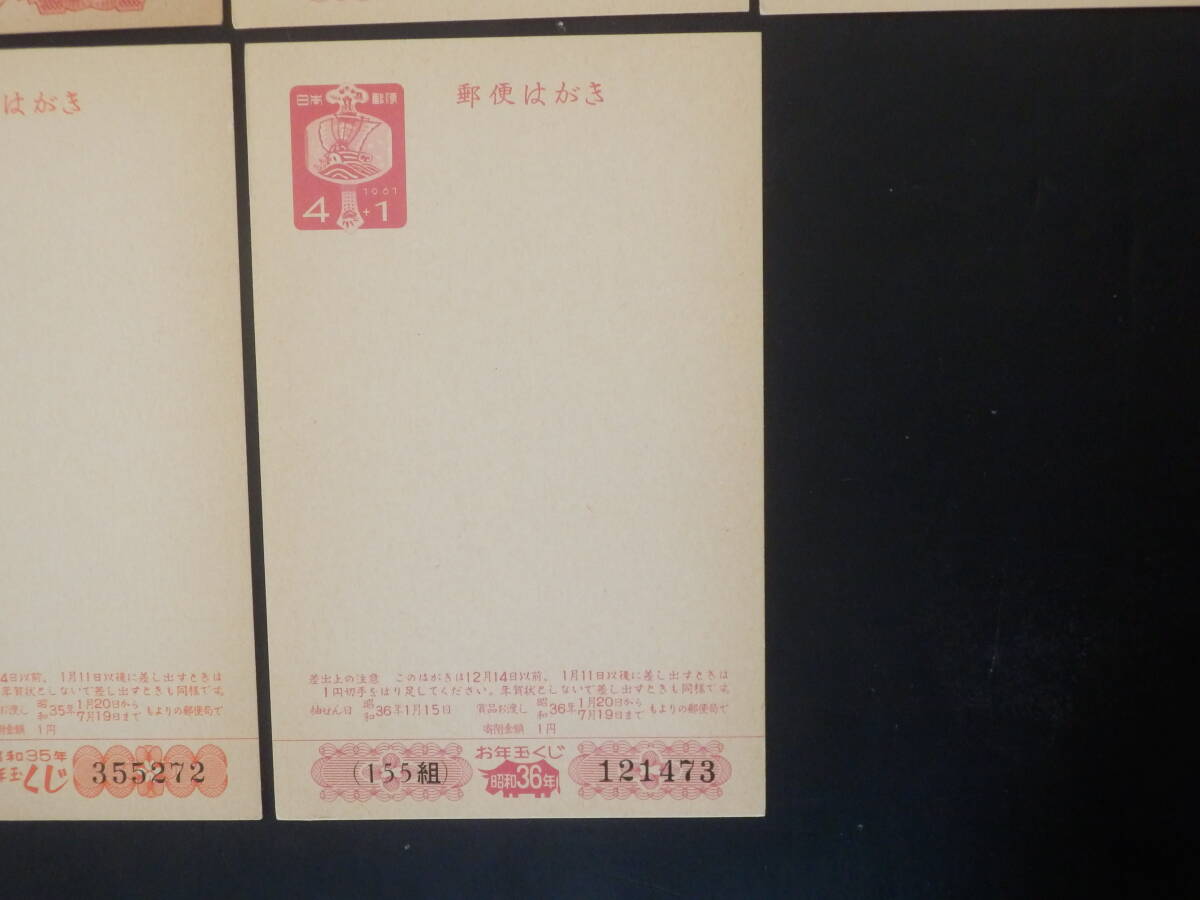 はがき
4日以前、1月11日以後に差し出すときは
年賀状としないで差し出すときも同様です。
お渡し 昭和35年 1月20日から 7月19日まで もよりの郵便局で
寄附金額 1円
昭和35年
年玉くじ
355272
郵便はがき
日本郵便
1961
4+1
差出上の注意 このはがきは12月14日以前、1月11日以後に差し出すときは
1円切手をはり足してください。年賀状としないで差し出すときも同様です。
抽せん日 昭和36年1月15日 賞品お渡し 昭和36年 1月20日から 7月19日まで もよりの郵便局で
寄附金額 1円
お年玉くじ
(155組) 昭和36年 121473